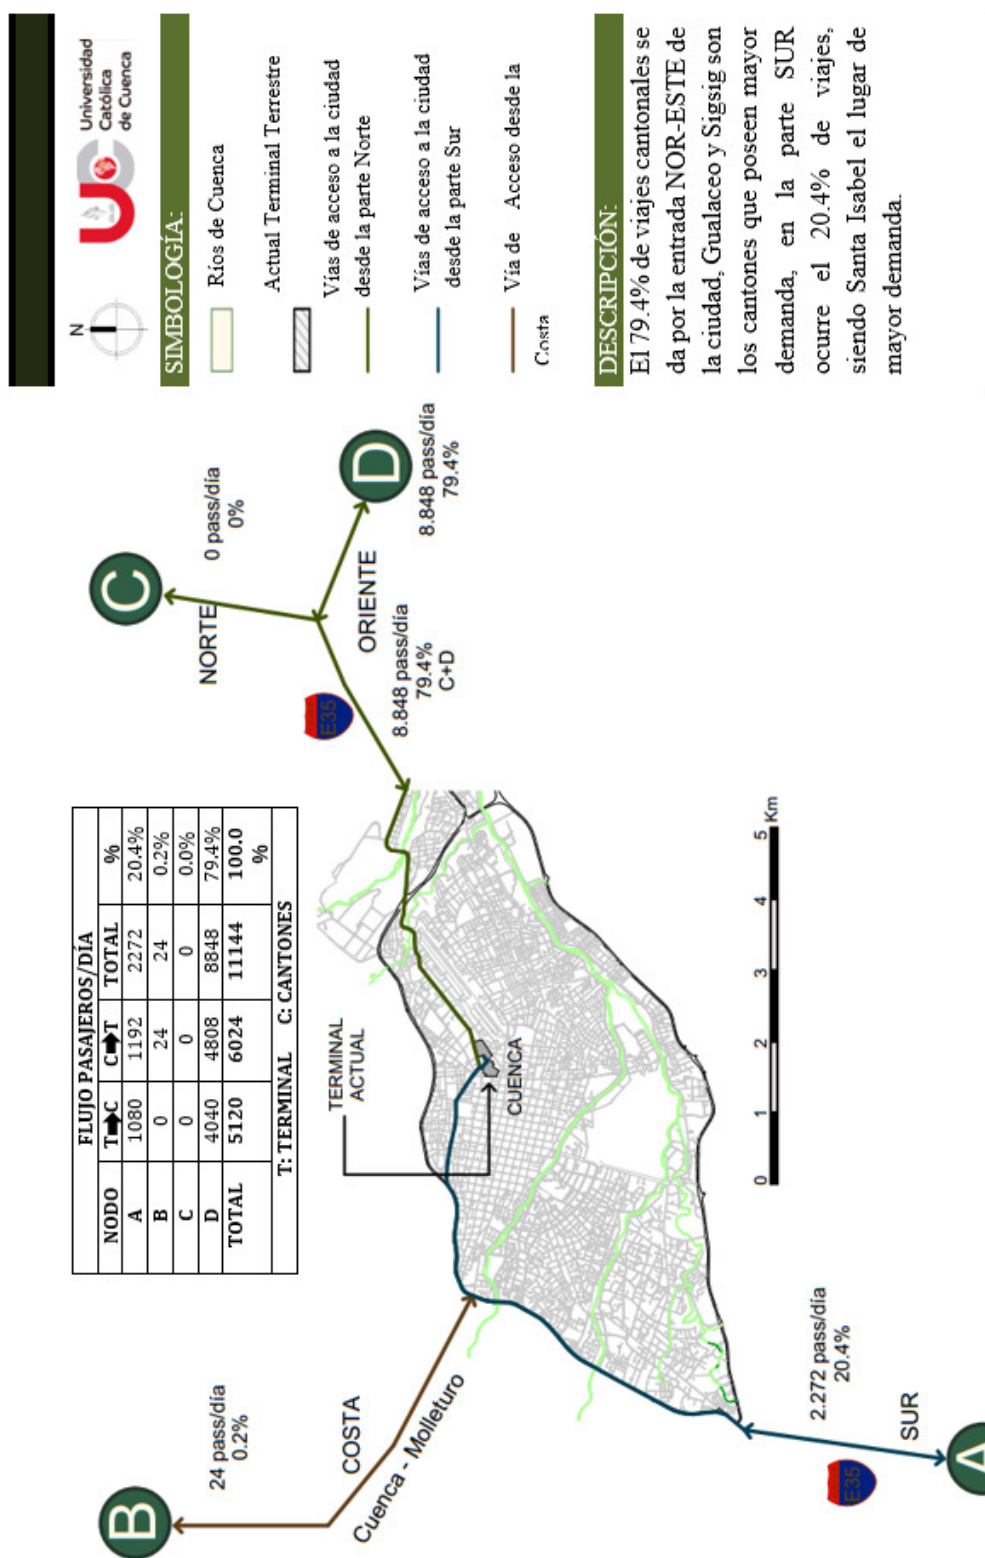 FLUJO PASAJEROS/DÍA
NODO T➡C C➡T TOTAL %
A 1080 1192 2272 20.4%
B 0 24 24 0.2%
C 0 0 0 0.0%
D 4040 4808 8848 79.4%
TOTAL 5120 6024 11144 100.0
%
T: TERMINAL C: CANTONES
B
24 pass/día
0.2%
COSTA
Cuenca - Molleturo
TERMINAL
ACTUAL
CUENCA
C
0 pass/día
0%
NORTE
E35
ORIENTE
D
8.848 pass/día
79.4%
8.848 pass/día
79.4%
C+D
0 1 2 3 4 5
Km
2.272 pass/día
20.4%
SUR
E35
A
N
UC
Universidad
Católica
de Cuenca
SIMBOLOGÍA:
Ríos de Cuenca
Actual Terminal Terrestre
Vías de acceso a la ciudad
desde la parte Norte
Vías de acceso a la ciudad
desde la parte Sur
Vía de Acceso desde la
Costa
DESCRIPCIÓN:
El 79.4% de viajes cantonales se
da por la entrada NOR-ESTE de
la ciudad, Gualaceo y Sigsig son
los cantones que poseen mayor
demanda, en la parte SUR
ocurre el 20.4% de viajes,
siendo Santa Isabel el lugar de
mayor demanda.